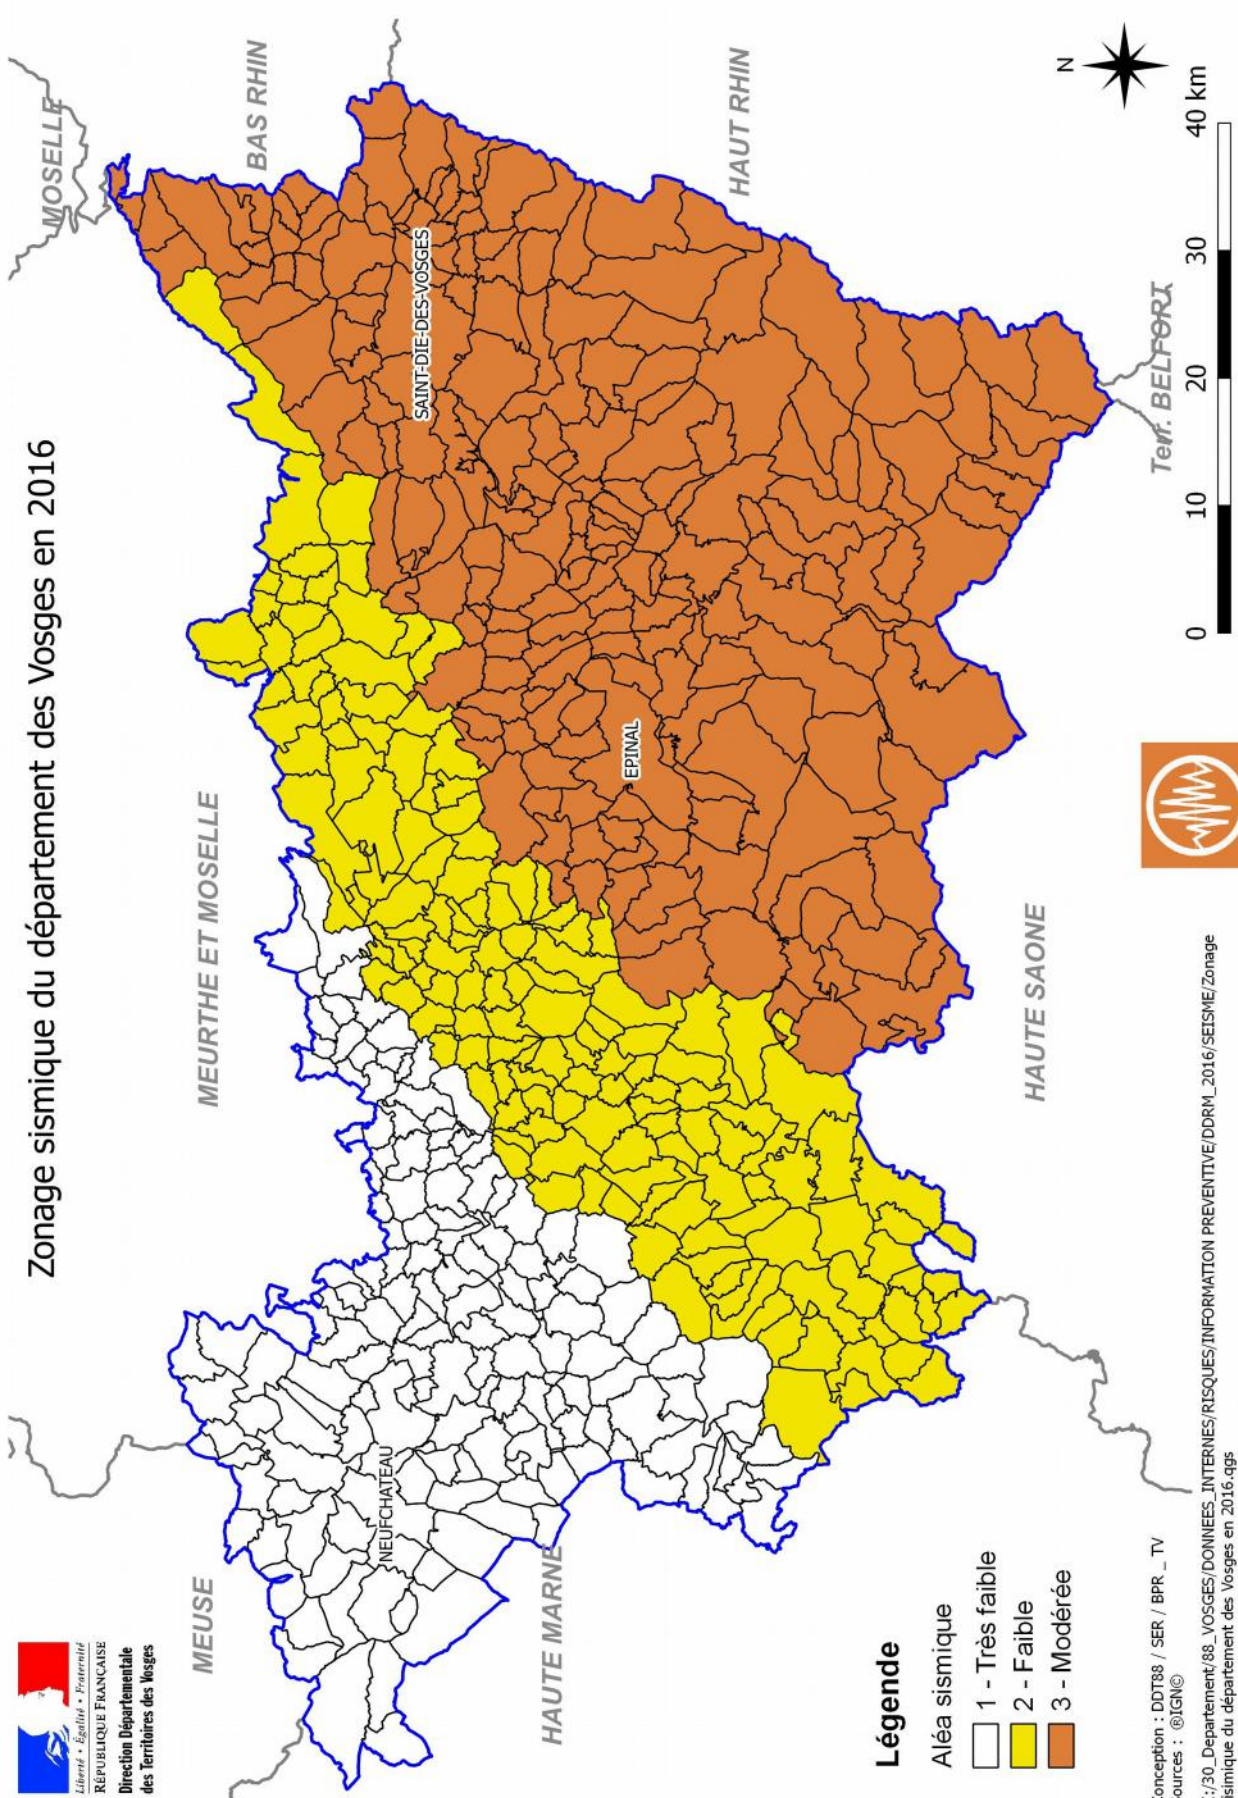 Liberté • Égalité • Fraternité
RÉPUBLIQUE FRANÇAISE
Direction Départementale
des Territoires des Vosges
Zonage sismique du département des Vosges en 2016
MOSELLE
MEUSE
MEURTHE ET MOSELLE
BAS RHIN
NEUFCHATEAU
SAINT-DIE-DES-VOSGES
EPINAL
HAUTE MARNE
HAUT RHIN
HAUTE SAONE
Terr. BELFORT
N
Légende
Aléa sismique
1 - Très faible
2 - Faible
3 - Modérée
0 10 20 30 40 km
onception : DDT88 / SER / BPR _ TV
ources : ®IGN©
:/30_Departement/88_VOSGES/DONNEES_INTERNES/RISQUES/INFORMATION PREVENTIVE/DDRM_2016/SEISME/Zonage
isimique du département des Vosges en 2016.qgs